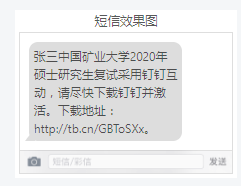 短信效果图
张三中国矿业大学2020年
硕士研究生复试采用钉钉互
动，请尽快下载钉钉并激
活。下载地址：
http://tb.cn/GBToSXx。
短信/彩信 发送